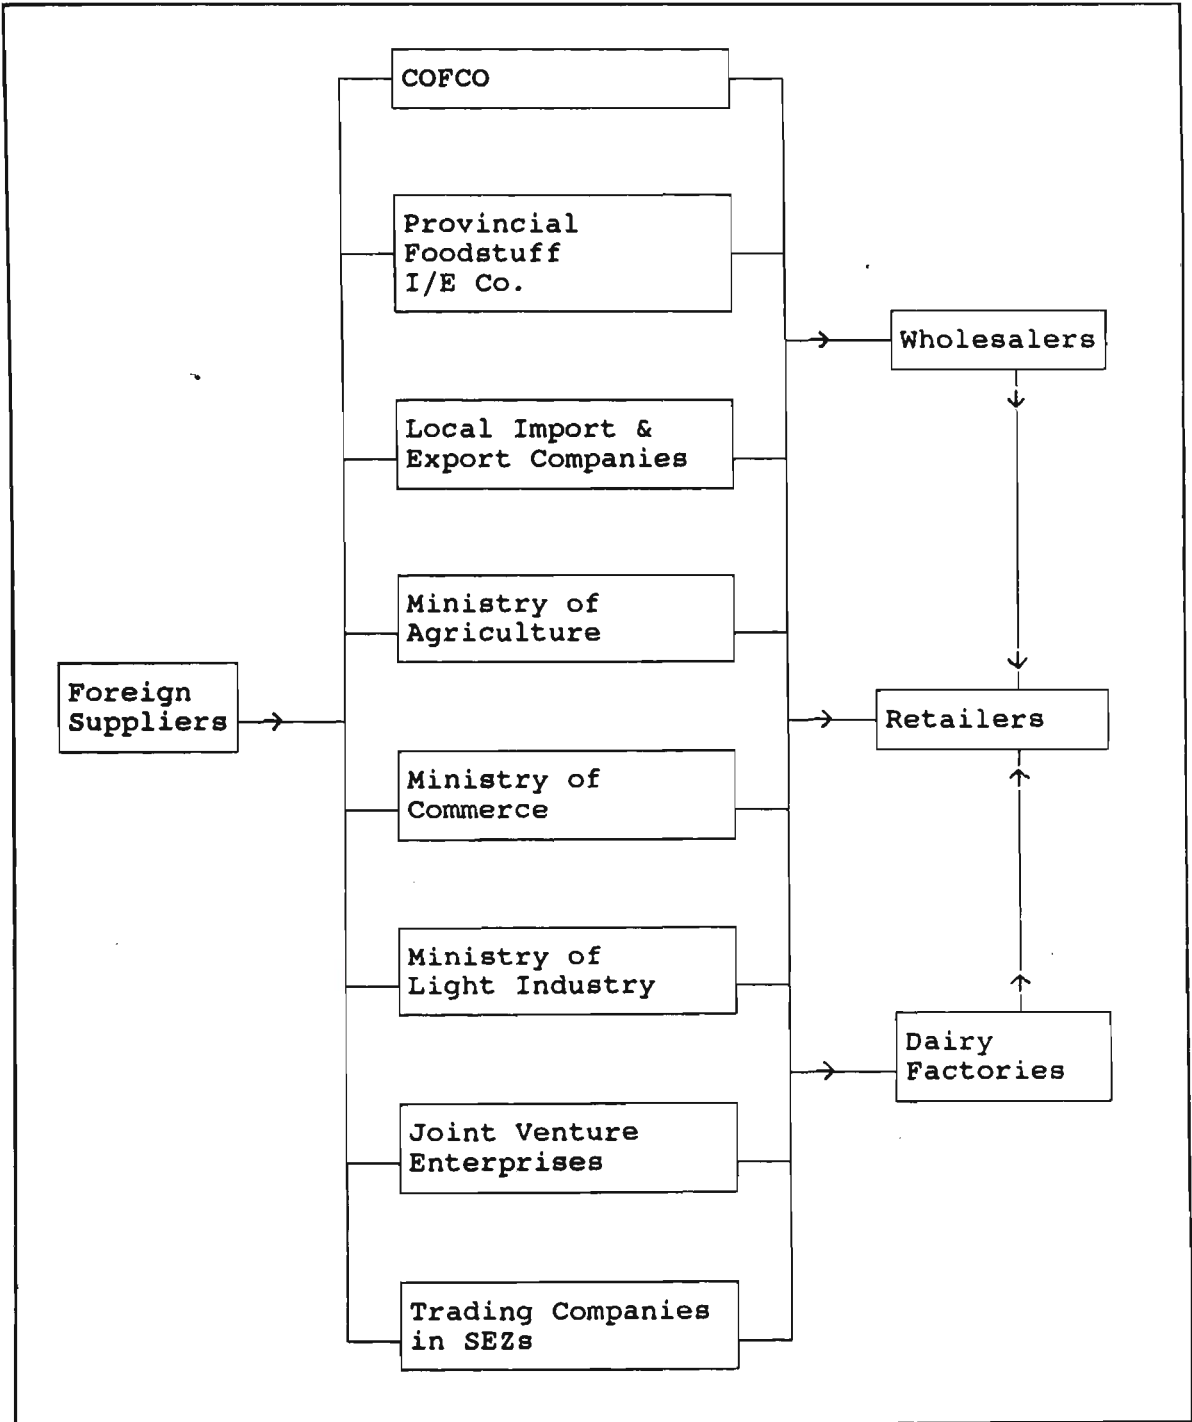 COFCO
Provincial
Foodstuff
I/E Co.
Local Import &
Export Companies
Ministry of
Agriculture
Foreign
Suppliers
Ministry of
Commerce
Ministry of
Light Industry
Joint Venture
Enterprises
Trading Companies
in SEZs
Wholesalers
Retailers
Dairy
Factories